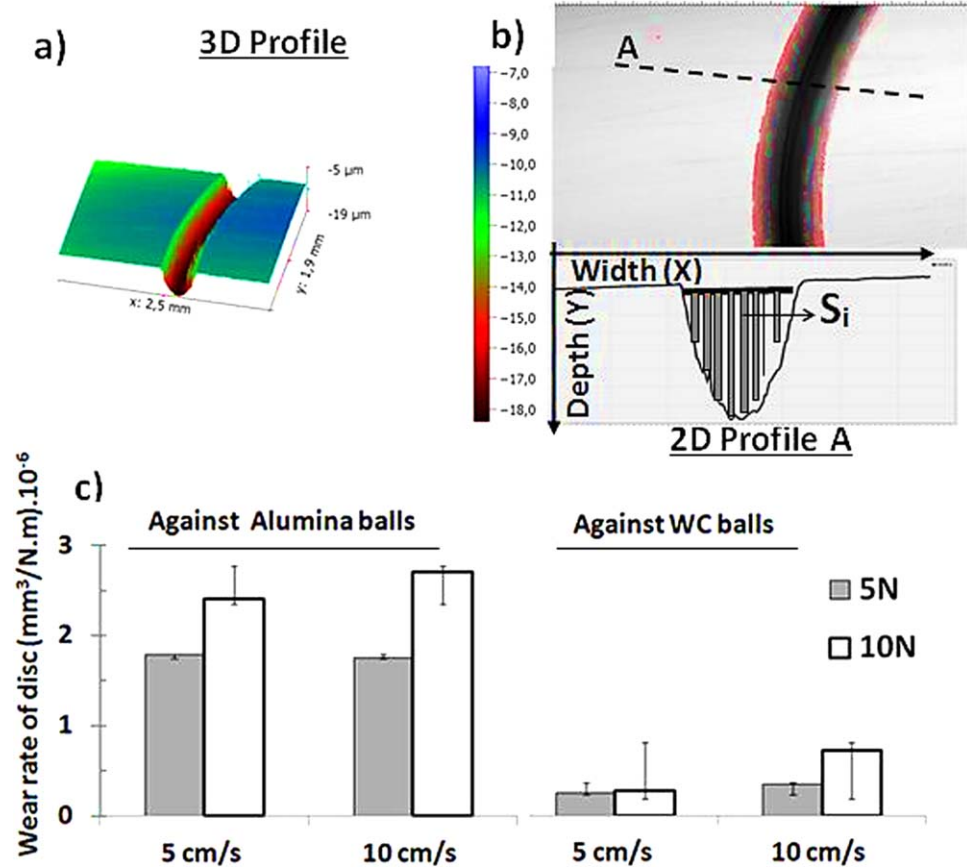 a)
3D Profile
-5 µm
-19 µm
x: 2,5 mm
y: 1,9 mm
−7,0
−8,0
−9,0
−10,0
−11,0
−12,0
−13,0
−14,0
−15,0
−16,0
−17,0
−18,0
b)
A
Width (X)
Depth (Y)
Si
2D Profile A
c)
Wear rate of disc (mm³/N.m).10⁻⁶
Against Alumina balls
Against WC balls
3
2
1
0
5N
10N
5 cm/s
10 cm/s
5 cm/s
10 cm/s